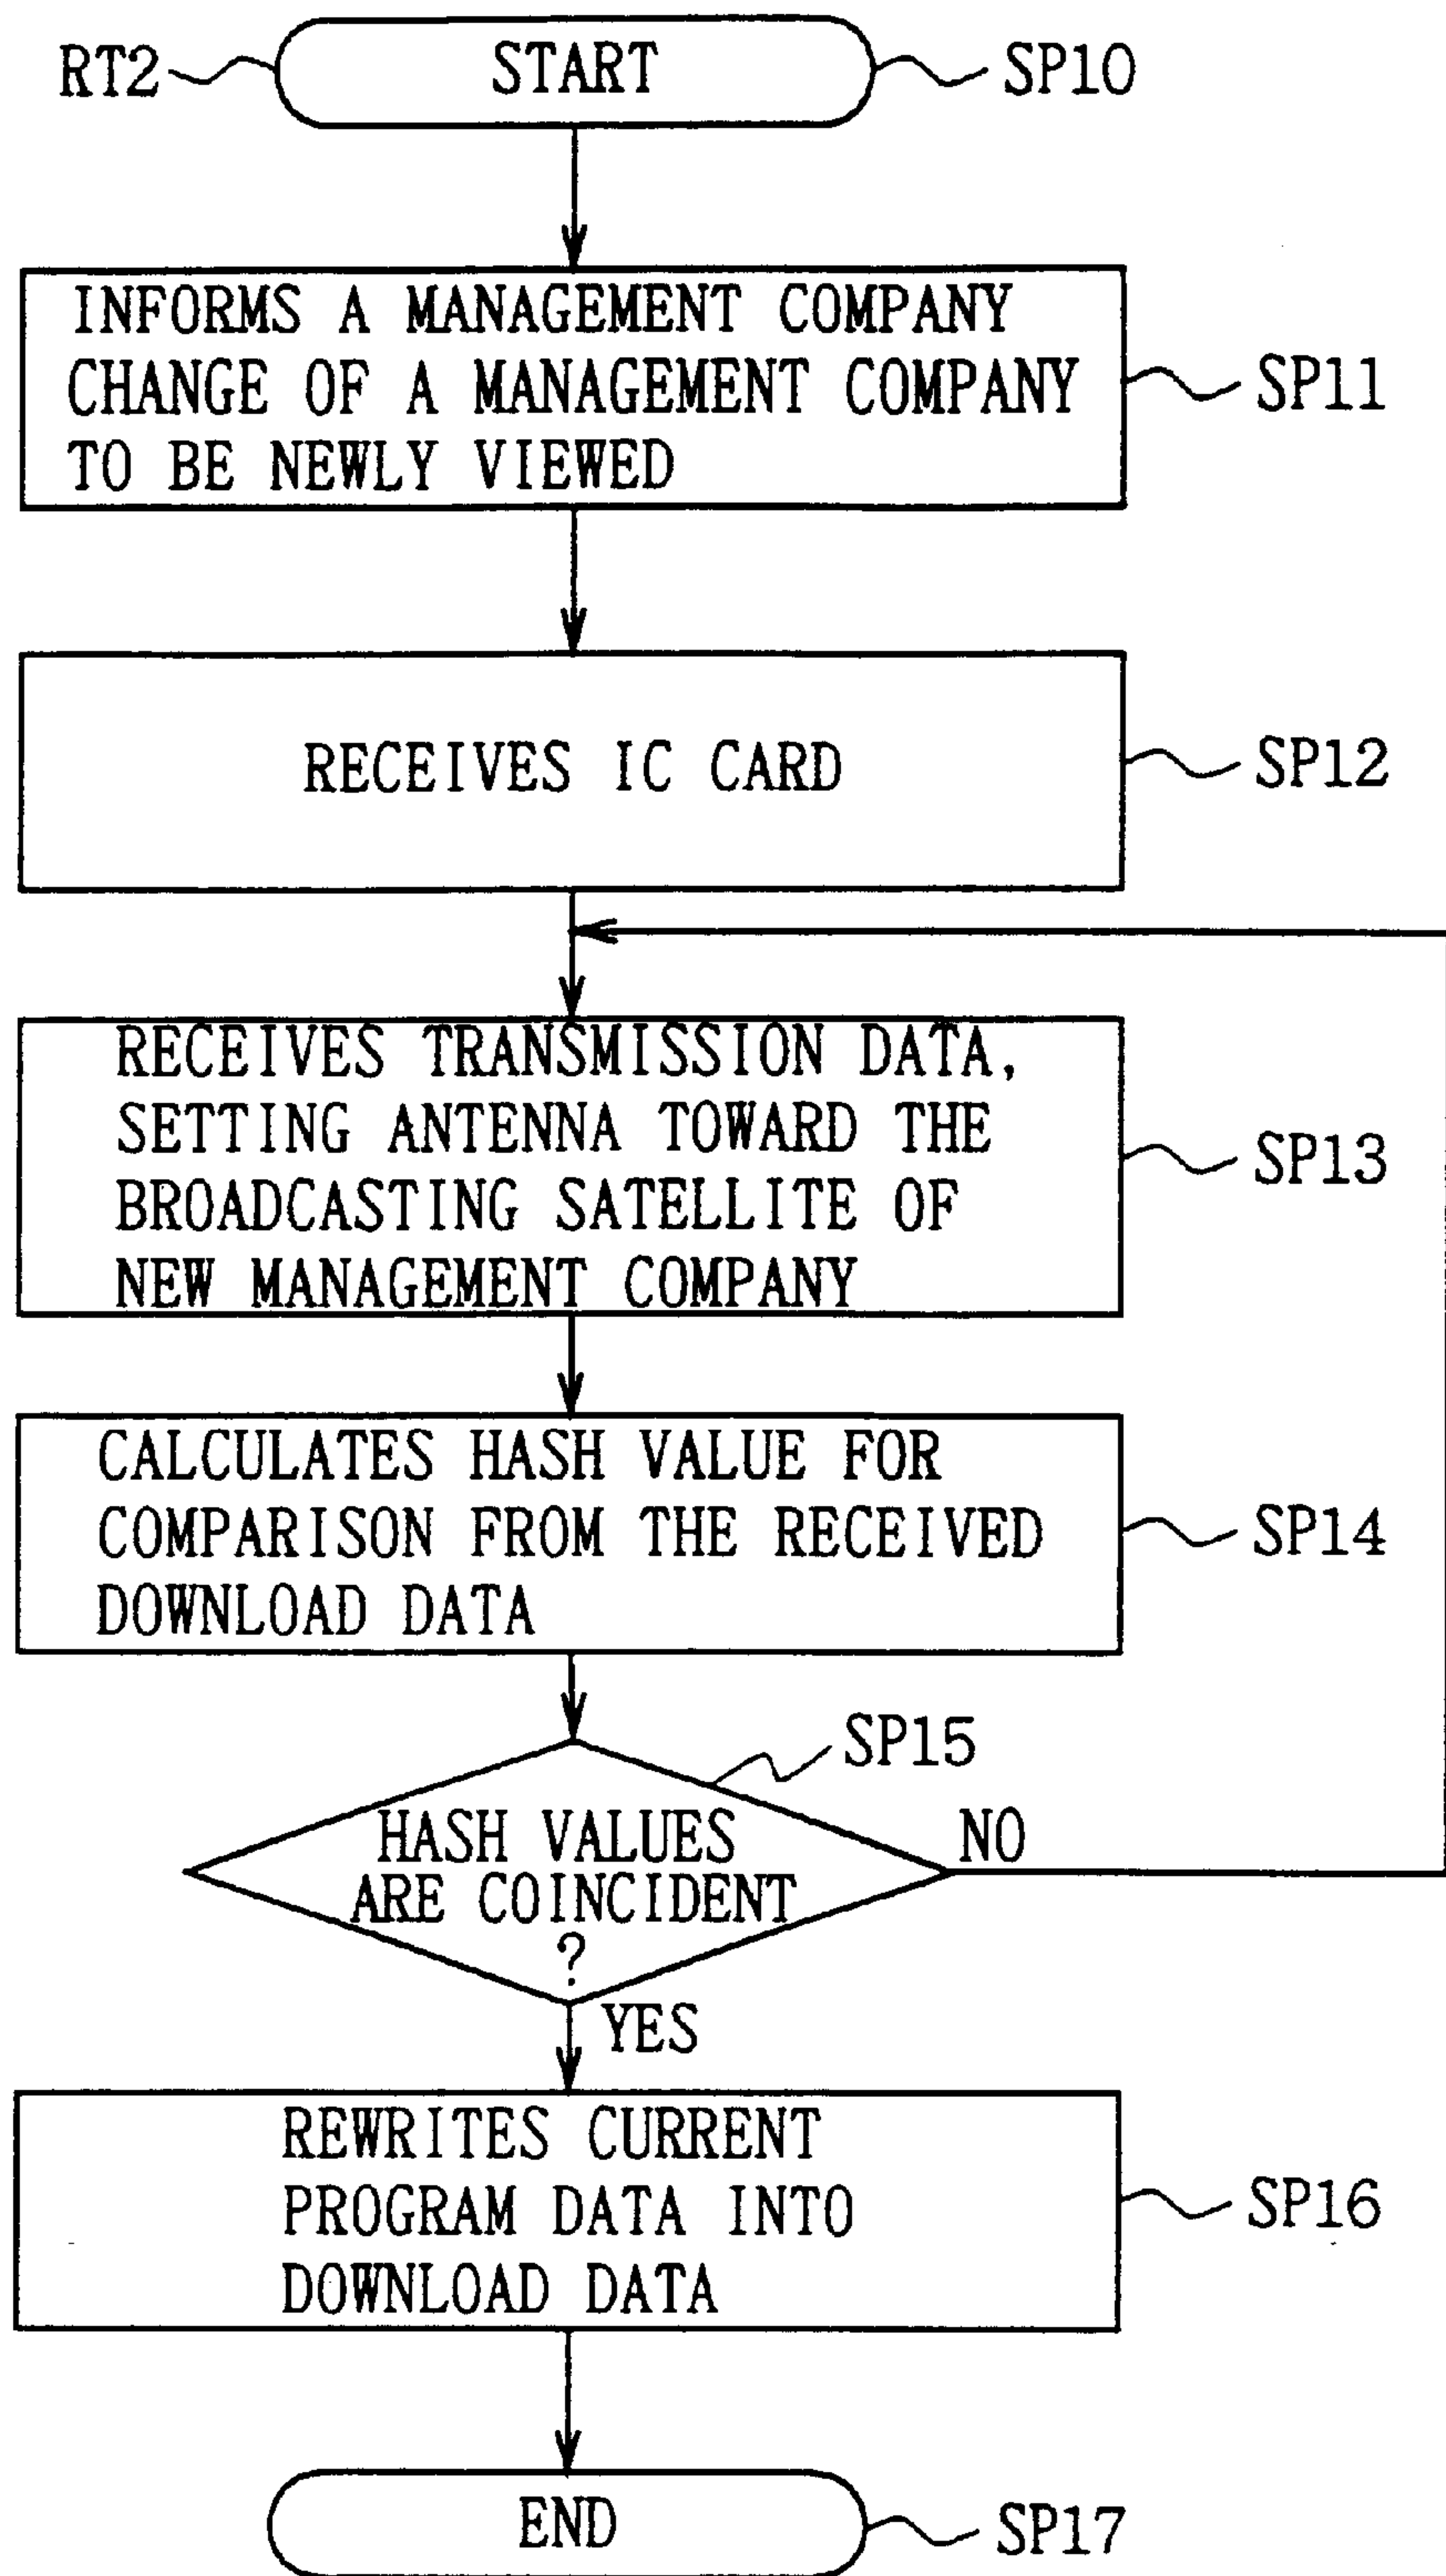 RT2
START
SP10
INFORMS A MANAGEMENT COMPANY
CHANGE OF A MANAGEMENT COMPANY
TO BE NEWLY VIEWED
SP11
RECEIVES IC CARD
SP12
RECEIVES TRANSMISSION DATA,
SETTING ANTENNA TOWARD THE
BROADCASTING SATELLITE OF
NEW MANAGEMENT COMPANY
SP13
CALCULATES HASH VALUE FOR
COMPARISON FROM THE RECEIVED
DOWNLOAD DATA
SP14
SP15
HASH VALUES
ARE COINCIDENT
?
NO
YES
REWRITES CURRENT
PROGRAM DATA INTO
DOWNLOAD DATA
SP16
END
SP17